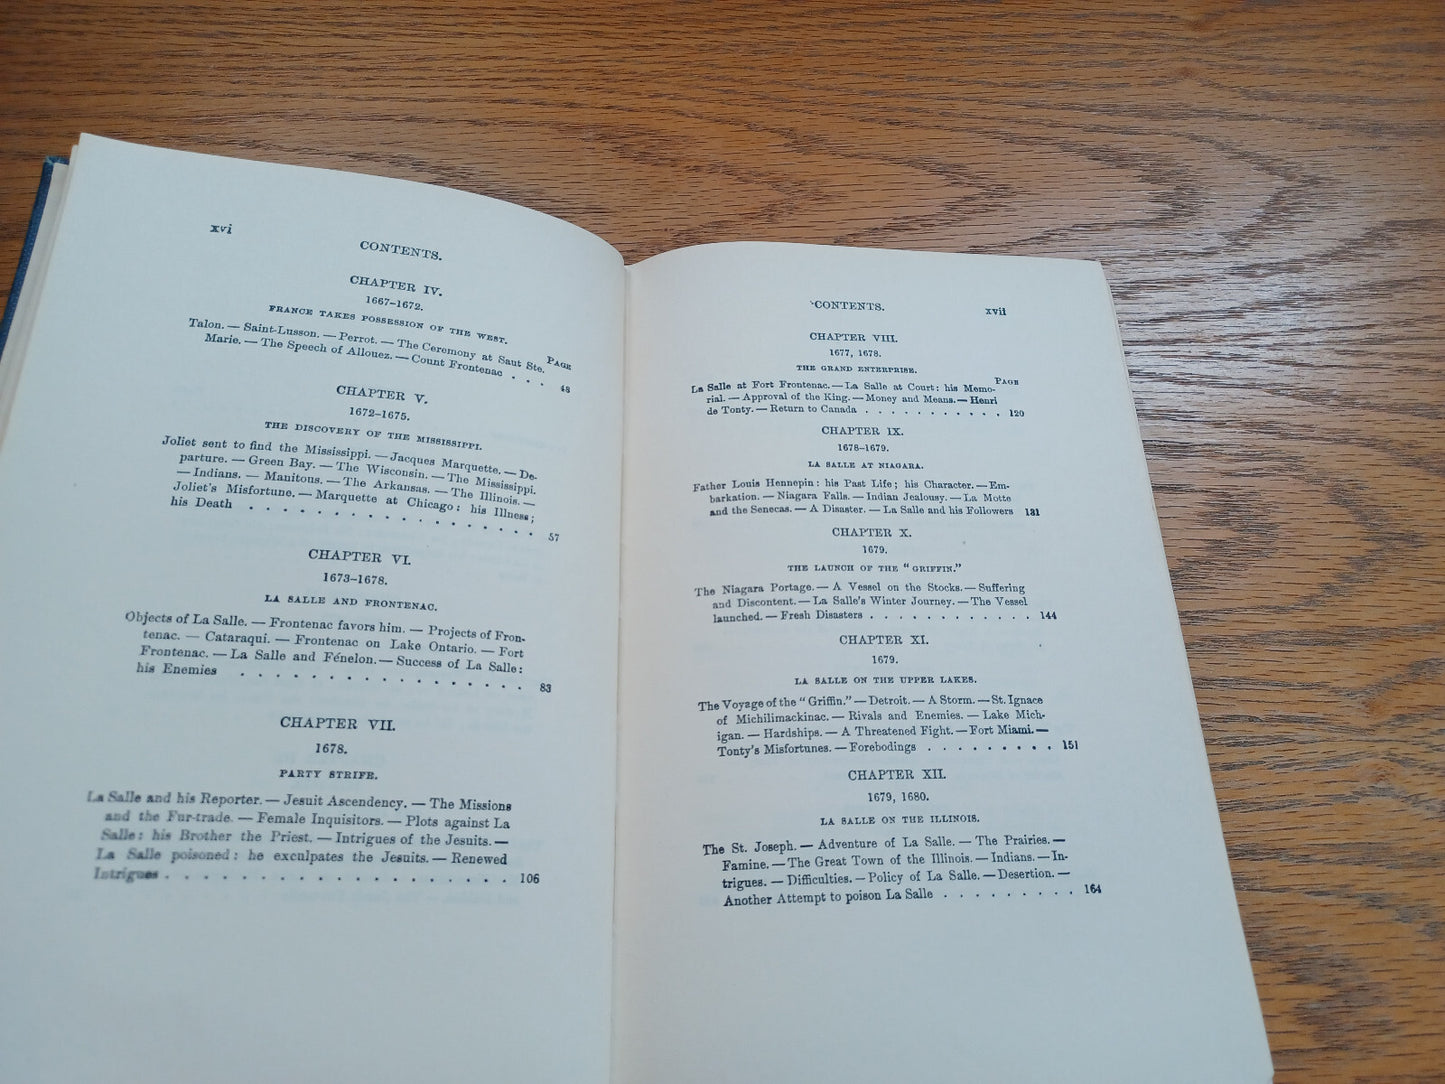 xvi
CONTENTS.
CHAPTER IV.
1667–1672.
FRANCE TAKES POSSESSION OF THE WEST.
PAGE
Talon. — Saint-Lusson. — Perrot. — The Ceremony at Saut Ste.
Marie. — The Speech of Allouez. — Count Frontenac . . . 48
CHAPTER V.
1672–1675.
THE DISCOVERY OF THE MISSISSIPPI.
Joliet sent to find the Mississippi. — Jacques Marquette. — De-
parture. — Green Bay. — The Wisconsin. — The Mississippi.
— Indians. — Manitous. — The Arkansas. — The Illinois. —
Joliet's Misfortune. — Marquette at Chicago: his Illness;
his Death . . . . . . . . . . . . . . . . 57
CHAPTER VI.
1673–1678.
LA SALLE AND FRONTENAC.
Objects of La Salle. — Frontenac favors him. — Projects of Fron-
tenac. — Cataraqui. — Frontenac on Lake Ontario. — Fort
Frontenac. — La Salle and Fénelon. — Success of La Salle:
his Enemies . . . . . . . . . . . . . . . . 83
CHAPTER VII.
1678.
PARTY STRIFE.
La Salle and his Reporter. — Jesuit Ascendency. — The Missions
and the Fur-trade. — Female Inquisitors. — Plots against La
Salle: his Brother the Priest. — Intrigues of the Jesuits. —
La Salle poisoned: he exculpates the Jesuits. — Renewed
Intrigues . . . . . . . . . . . . . . . . . . . 106
CONTENTS.
xvii
CHAPTER VIII.
1677, 1678.
THE GRAND ENTERPRISE.
PAGE
La Salle at Fort Frontenac. — La Salle at Court: his Memo-
rial. — Approval of the King. — Money and Means. — Henri
de Tonty. — Return to Canada . . . . . . . . . . . 120
CHAPTER IX.
1678–1679.
LA SALLE AT NIAGARA.
Father Louis Hennepin: his Past Life; his Character. — Em-
barkation. — Niagara Falls. — Indian Jealousy. — La Motte
and the Senecas. — A Disaster. — La Salle and his Followers 131
CHAPTER X.
1679.
THE LAUNCH OF THE "GRIFFIN."
The Niagara Portage. — A Vessel on the Stocks. — Suffering
and Discontent. — La Salle's Winter Journey. — The Vessel
launched. — Fresh Disasters . . . . . . . . . . . . 144
CHAPTER XI.
1679.
LA SALLE ON THE UPPER LAKES.
The Voyage of the "Griffin." — Detroit. — A Storm. — St. Ignace
of Michilimackinac. — Rivals and Enemies. — Lake Mich-
igan. — Hardships. — A Threatened Fight. — Fort Miami. —
Tonty's Misfortunes. — Forebodings . . . . . . . . . 151
CHAPTER XII.
1679, 1680.
LA SALLE ON THE ILLINOIS.
The St. Joseph. — Adventure of La Salle. — The Prairies. —
Famine. — The Great Town of the Illinois. — Indians. — In-
trigues. — Difficulties. — Policy of La Salle. — Desertion. —
Another Attempt to poison La Salle . . . . . . . . . 164